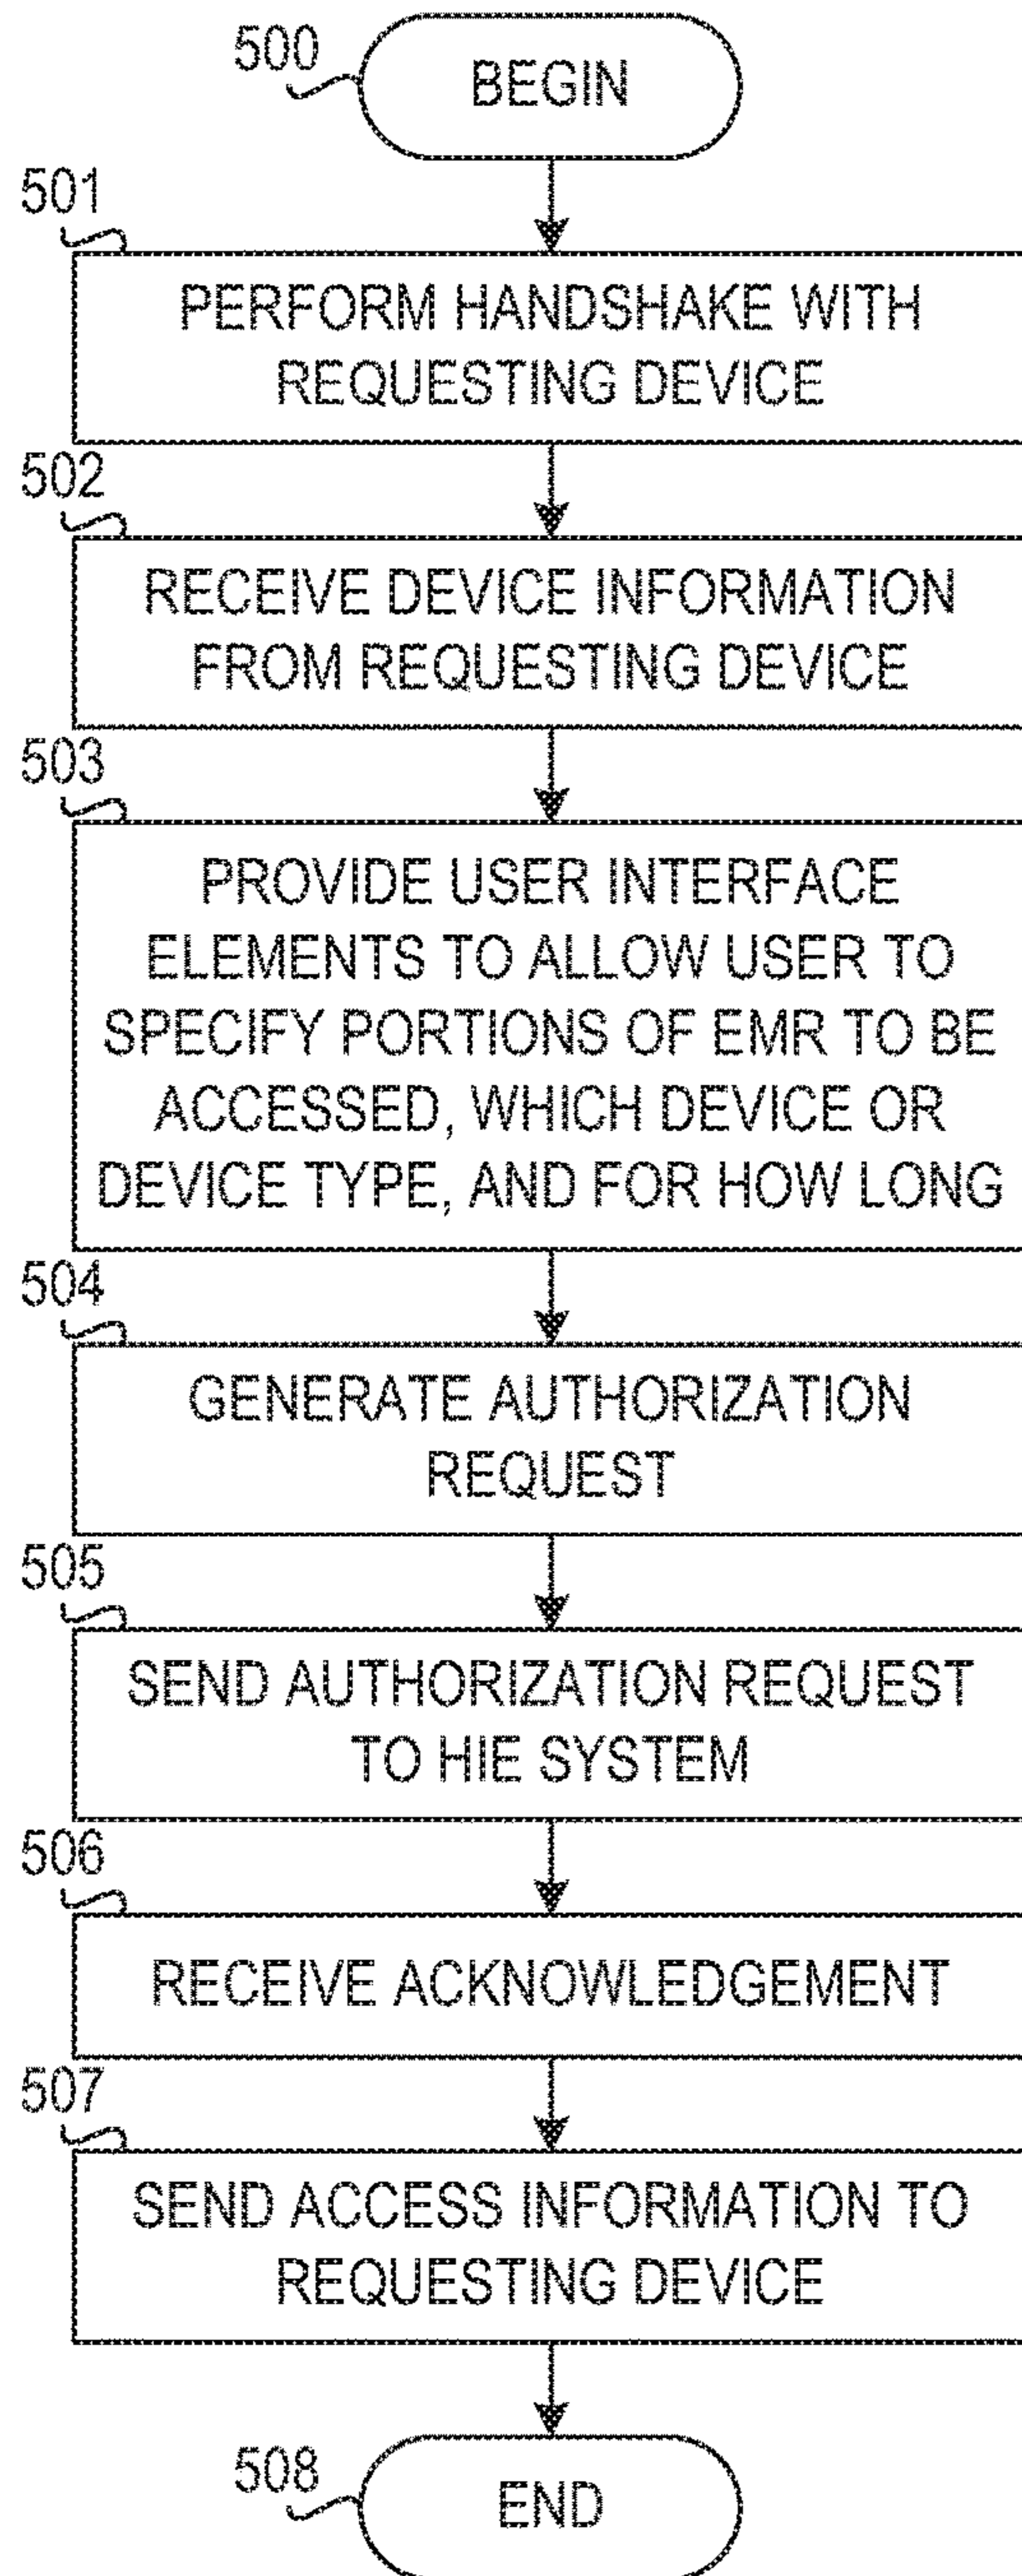 500
BEGIN
501
PERFORM HANDSHAKE WITH
REQUESTING DEVICE
502
RECEIVE DEVICE INFORMATION
FROM REQUESTING DEVICE
503
PROVIDE USER INTERFACE
ELEMENTS TO ALLOW USER TO
SPECIFY PORTIONS OF EMR TO BE
ACCESSED, WHICH DEVICE OR
DEVICE TYPE, AND FOR HOW LONG
504
GENERATE AUTHORIZATION
REQUEST
505
SEND AUTHORIZATION REQUEST
TO HIE SYSTEM
506
RECEIVE ACKNOWLEDGEMENT
507
SEND ACCESS INFORMATION TO
REQUESTING DEVICE
508
END